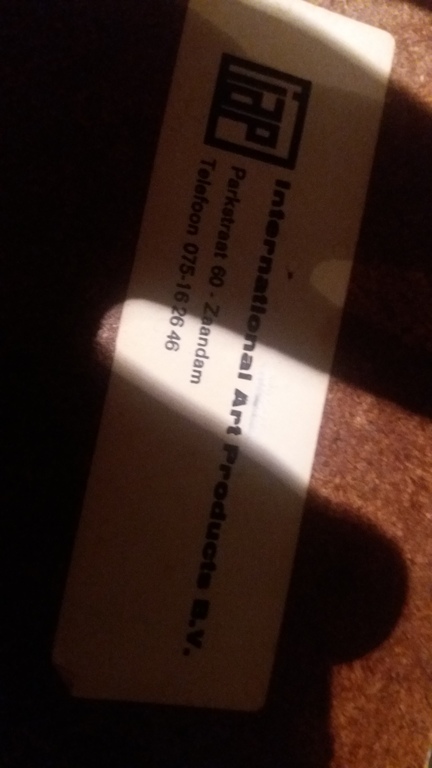 iap
International Art Products B.V.
Parkstraat 60 - Zaandam
Telefoon 075-16 26 46